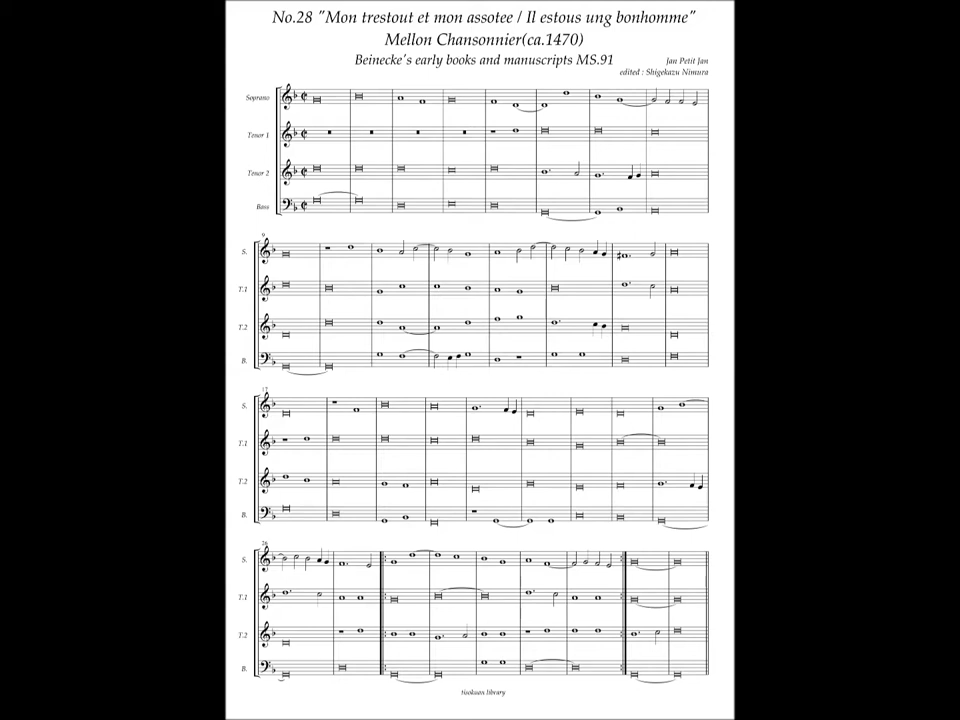 No.28 "Mon trestout et mon assotee / Il estous ung bonhomme"
Mellon Chansonnier(ca.1470)
Beinecke's early books and manuscripts MS.91
Jan Petit Jan
edited : Shigekazu Nimura
Soprano
Tenor 1
Tenor 2
Bass
9
S.
T.1
T.2
B.
17
S.
T.1
T.2
B.
26
S.
T.1
T.2
B.
library